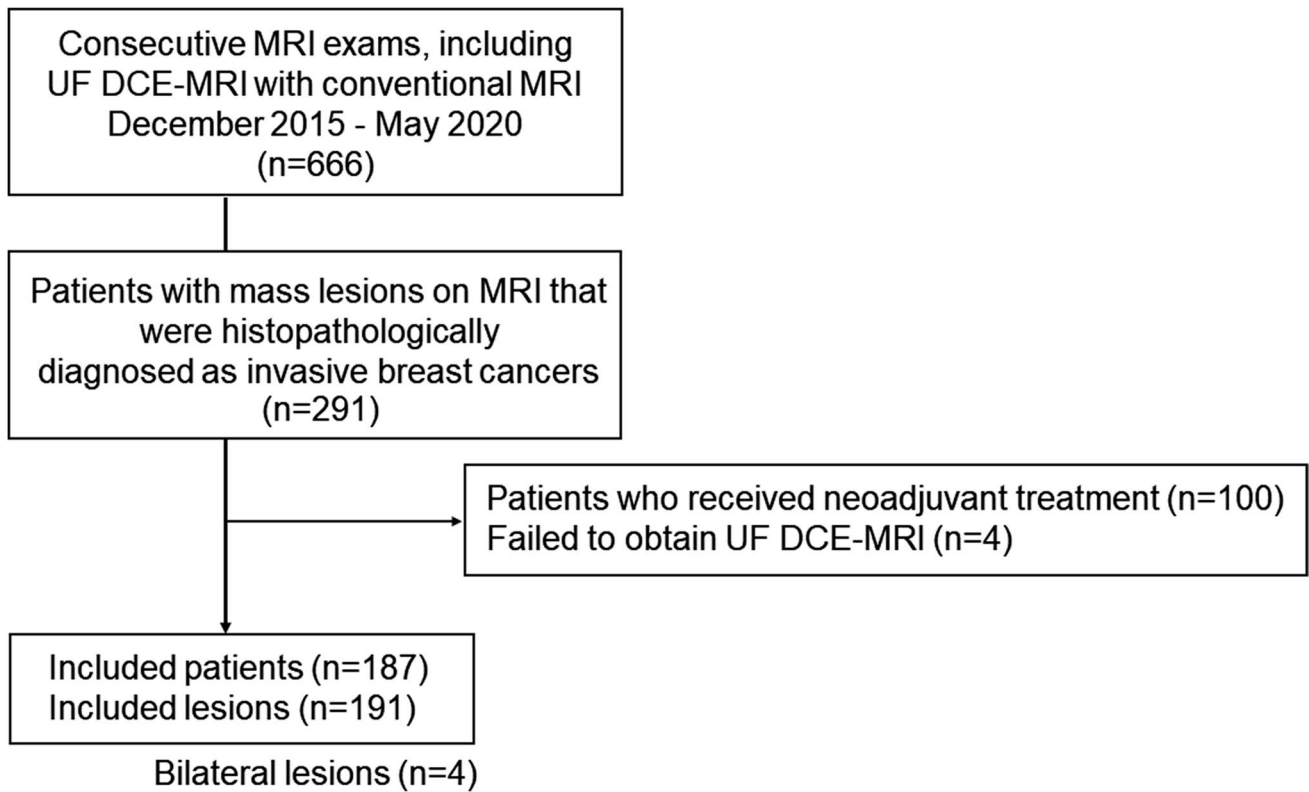 Consecutive MRI exams, including
UF DCE-MRI with conventional MRI
December 2015 - May 2020
(n=666)
Patients with mass lesions on MRI that
were histopathologically
diagnosed as invasive breast cancers
(n=291)
Patients who received neoadjuvant treatment (n=100)
Failed to obtain UF DCE-MRI (n=4)
Included patients (n=187)
Included lesions (n=191)
Bilateral lesions (n=4)